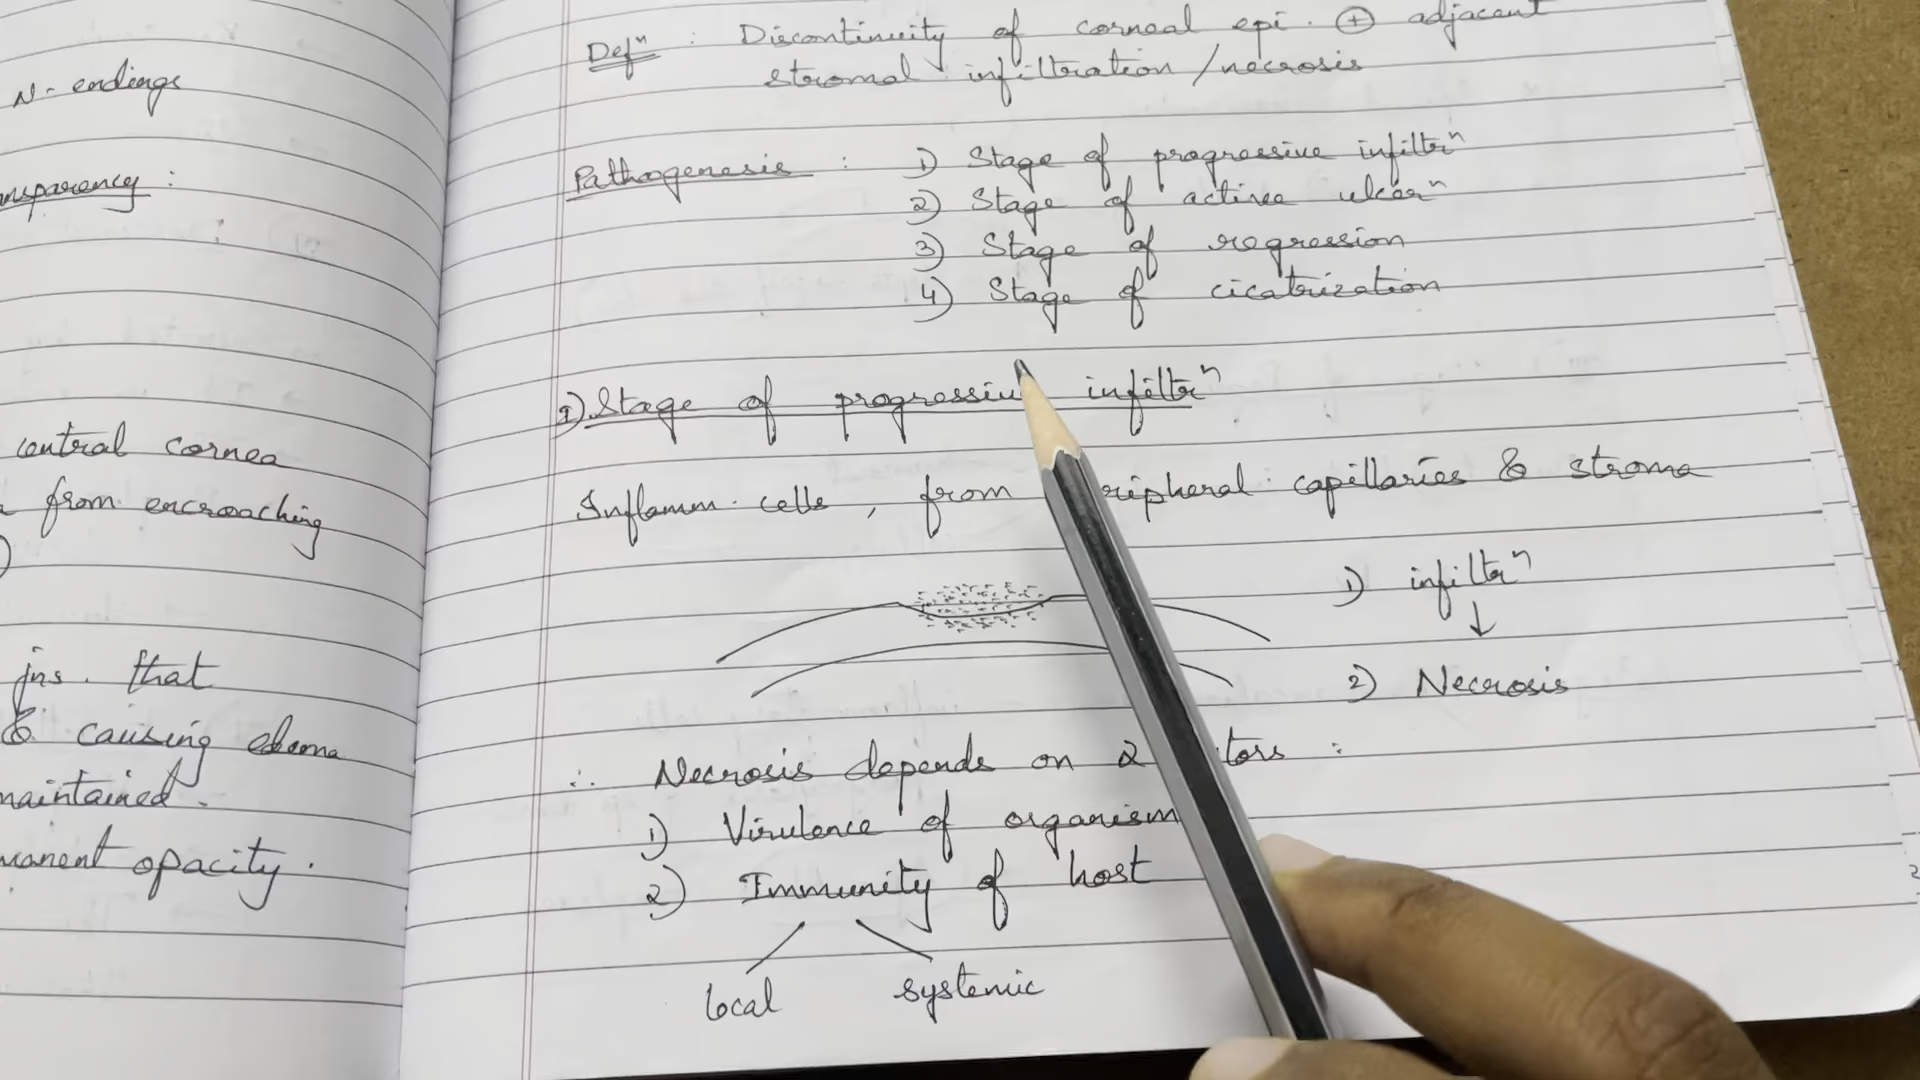 N- endings
nsparency :
central cornea
from encroaching
)
jns. that
& causing edema
maintained.
manent opacity.
Defⁿ : Discontinuity of corneal epi. ⊕ adjacent
stromal infiltration / necrosis
Pathogenesis : 1) Stage of progressive infiltrⁿ
2) Stage of active ulcerⁿ
3) Stage of regression
4) Stage of cicatrization
1) Stage of progressiv infiltrⁿ
Inflamm. cells, from eripheral capillaries & stroma
1) infiltrⁿ
↓
2) Necrosis
∴ Necrosis depends on 2 tors :
1) Virulence of organism
2) Immunity of host
local systemic